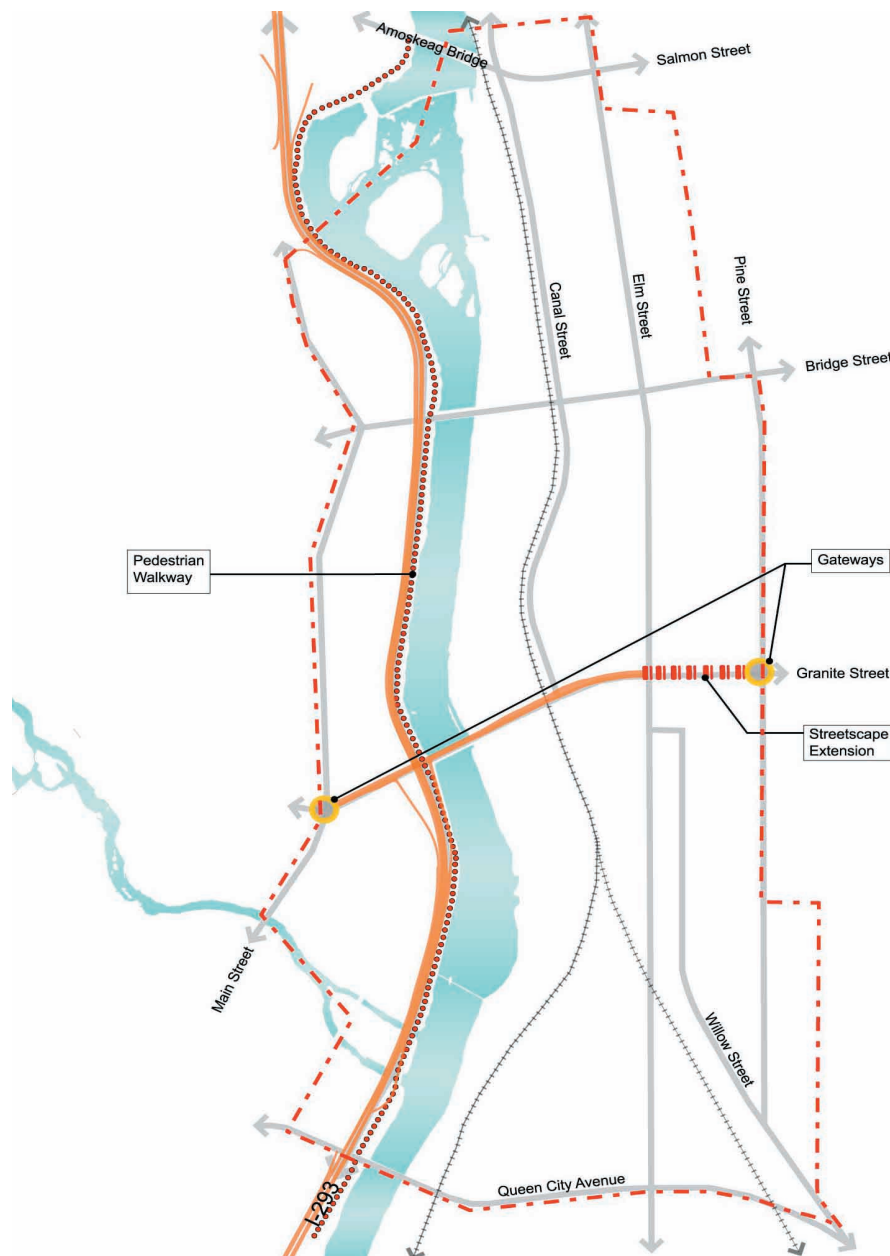 Amoskeag Bridge
Salmon Street
Canal Street
Elm Street
Pine Street
Bridge Street
Pedestrian
Walkway
Gateways
Granite Street
Streetscape
Extension
Main Street
Willow Street
Queen City Avenue
I-293